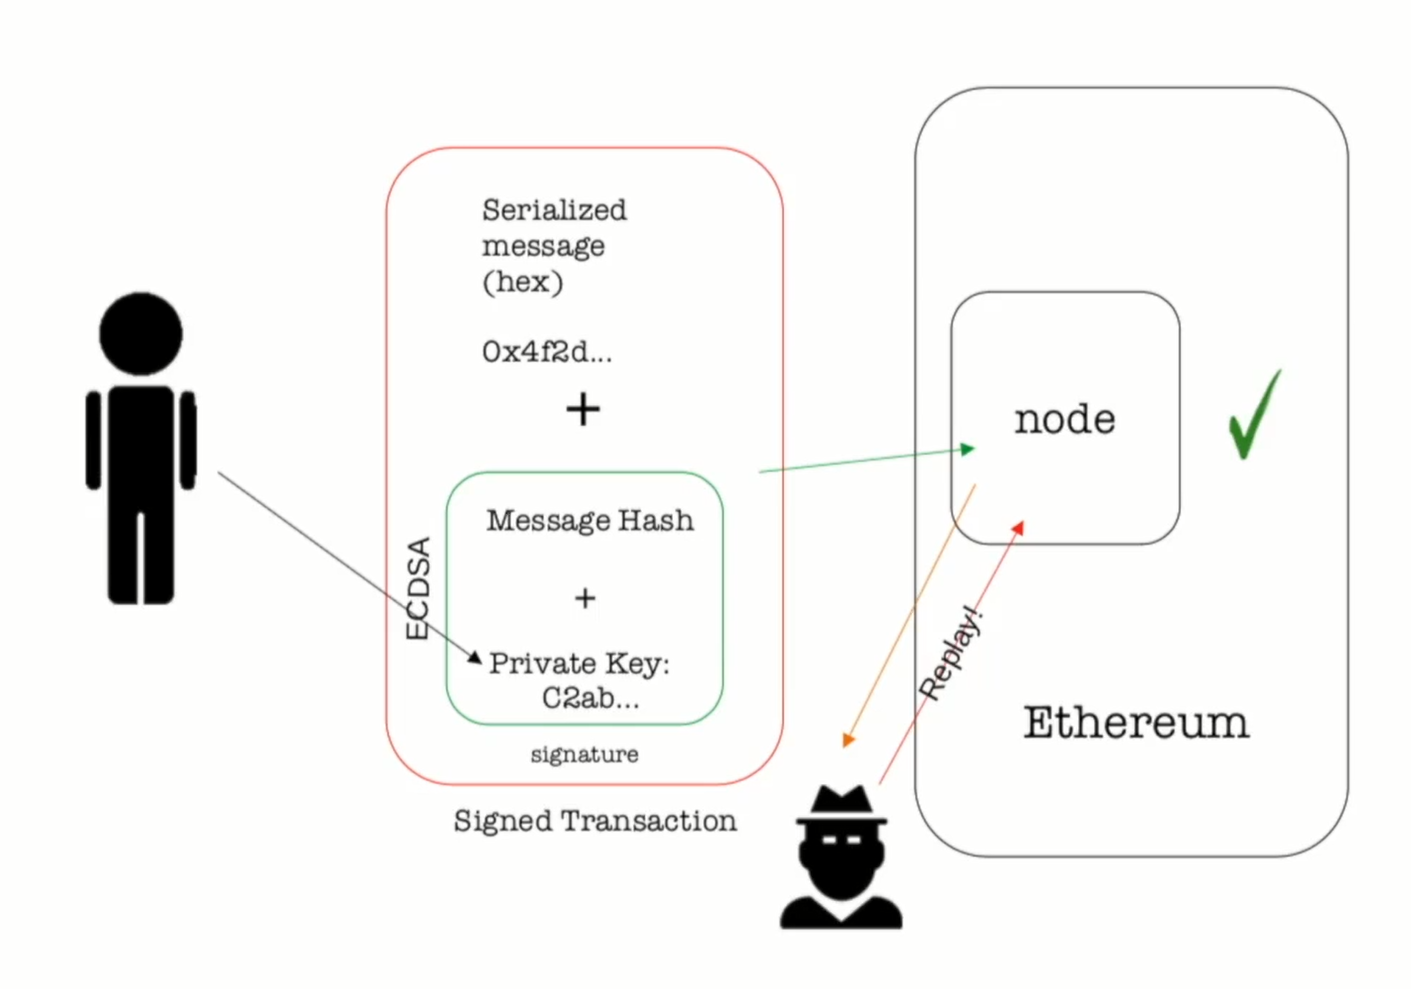 Serialized
message
(hex)
0x4f2d...
+
ECDSA
Message Hash
+
Private Key:
C2ab...
signature
Signed Transaction
node
Replay!
Ethereum